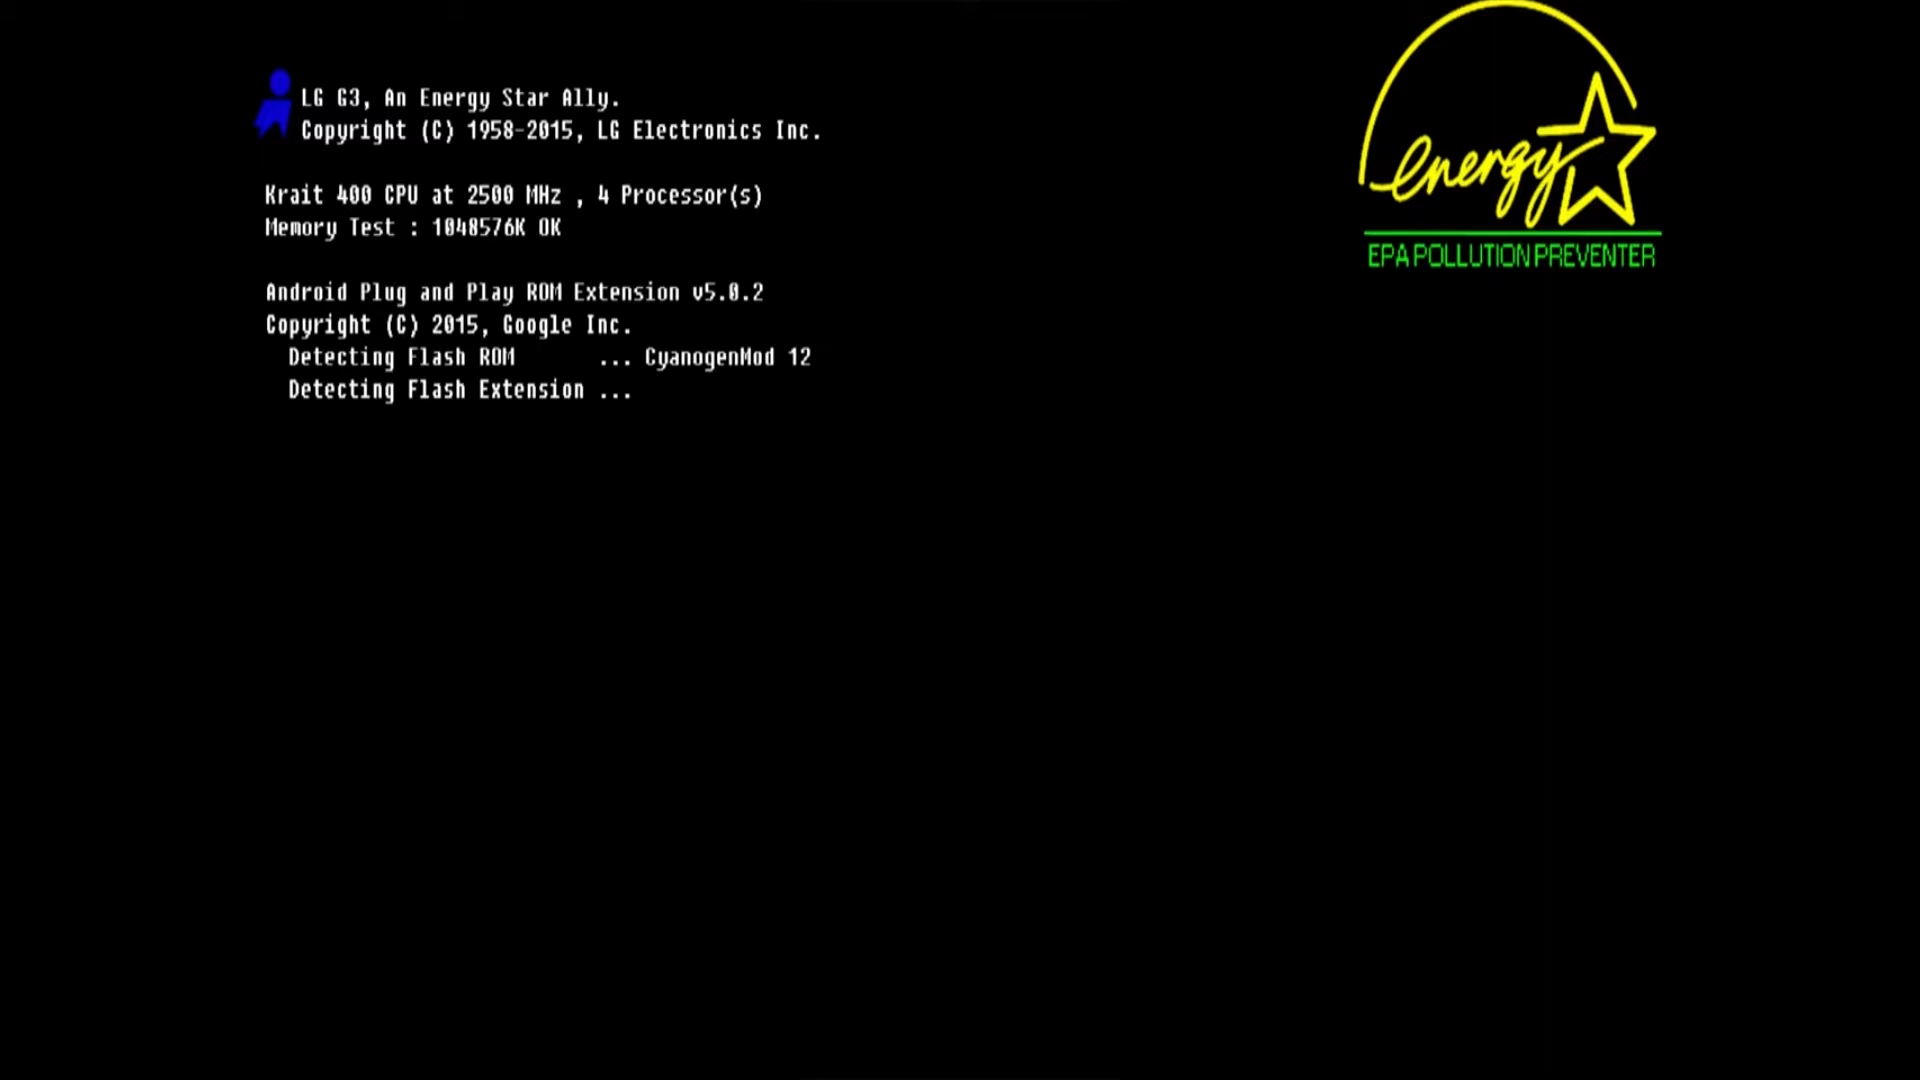 LG G3, An Energy Star Ally.
Copyright (C) 1958-2015, LG Electronics Inc.
Krait 400 CPU at 2500 MHz , 4 Processor(s)
Memory Test : 1048576K OK
Android Plug and Play ROM Extension v5.0.2
Copyright (C) 2015, Google Inc.
Detecting Flash ROM ... CyanogenMod 12
Detecting Flash Extension ...
energy
EPA POLLUTION PREVENTER